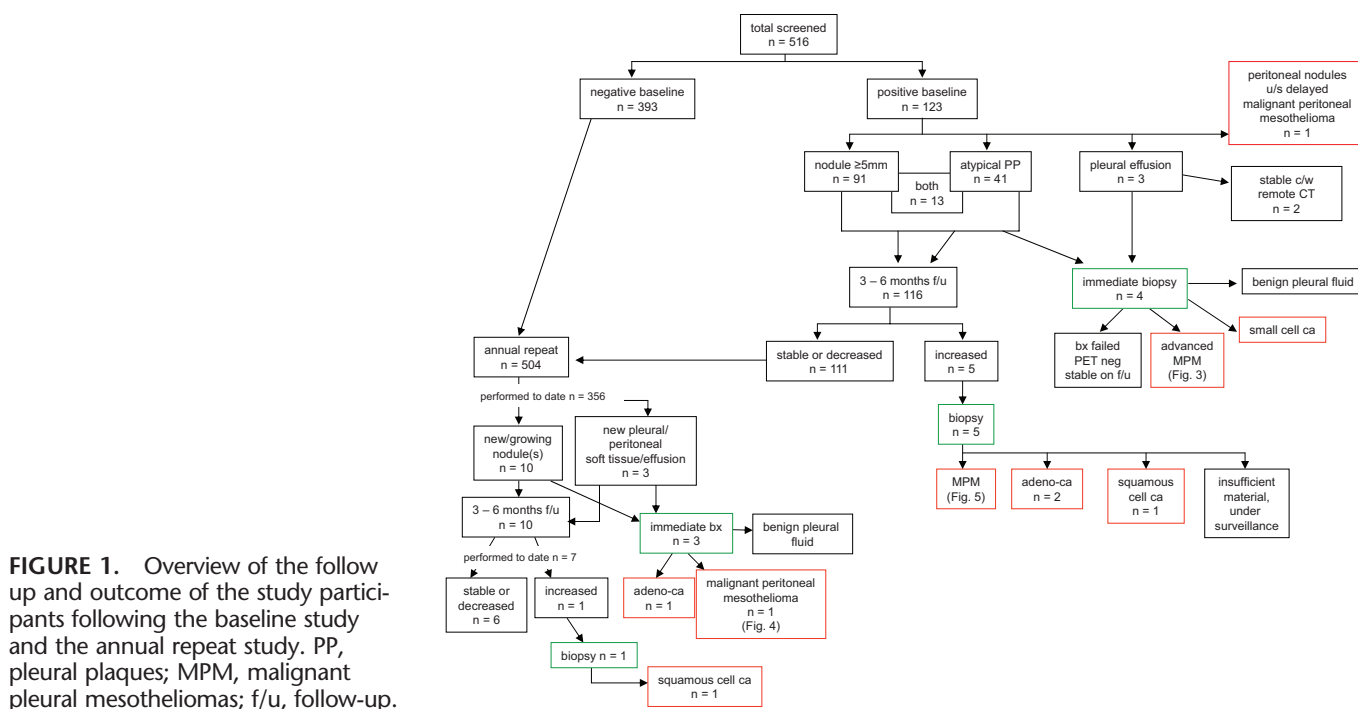 total screened
n = 516
negative baseline
n = 393
positive baseline
n = 123
peritoneal nodules
u/s delayed
malignant peritoneal
mesothelioma
n = 1
nodule ≥5mm
n = 91
both
n = 13
atypical PP
n = 41
pleural effusion
n = 3
stable c/w
remote CT
n = 2
3 – 6 months f/u
n = 116
immediate biopsy
n = 4
benign pleural fluid
small cell ca
bx failed
PET neg
stable on f/u
advanced
MPM
(Fig. 3)
annual repeat
n = 504
stable or decreased
n = 111
increased
n = 5
performed to date n = 356
biopsy
n = 5
new/growing
nodule(s)
n = 10
new pleural/
peritoneal
soft tissue/effusion
n = 3
MPM
(Fig. 5)
adeno-ca
n = 2
squamous
cell ca
n = 1
insufficient
material,
under
surveillance
3 – 6 months f/u
n = 10
immediate bx
n = 3
benign pleural
fluid
performed to date n = 7
stable or
decreased
n = 6
increased
n = 1
adeno-ca
n = 1
malignant peritoneal
mesothelioma
n = 1
(Fig. 4)
biopsy n = 1
squamous cell ca
n = 1
FIGURE 1. Overview of the follow
up and outcome of the study partici-
pants following the baseline study
and the annual repeat study. PP,
pleural plaques; MPM, malignant
pleural mesotheliomas; f/u, follow-up.